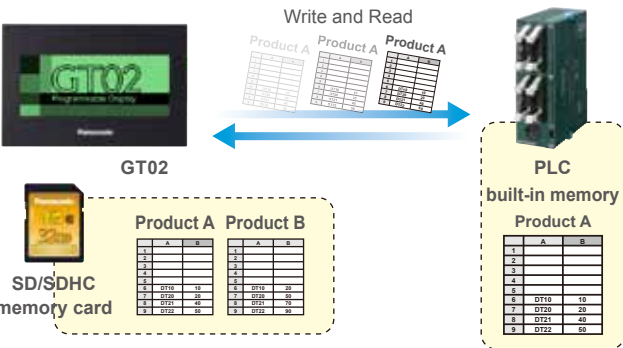 Write and Read
Product A Product A Product A
GT02
Programmable Display
Panasonic
GT02
PLC
built-in memory
Product A
A B
1
2
3
4
5
6 DT10 10
7 DT20 20
8 DT21 40
9 DT22 50
Panasonic
SD/SDHC
memory card
Product A Product B
A B
1
2
3
4
5
6 DT10 10
7 DT20 20
8 DT21 40
9 DT22 50
A B
1
2
3
4
5
6 DT10 20
7 DT20 50
8 DT21 70
9 DT22 90